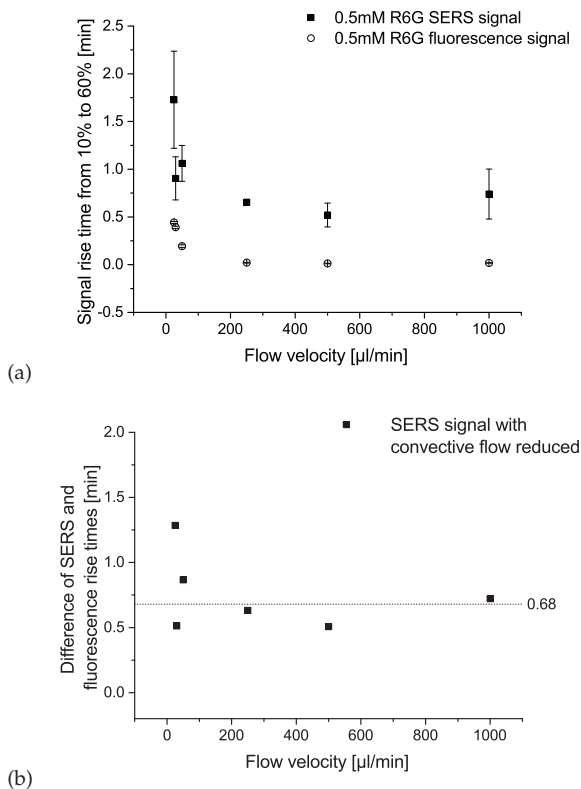 0.5mM R6G SERS signal
0.5mM R6G fluorescence signal
Signal rise time from 10% to 60% [min]
2.5
2.0
1.5
1.0
0.5
0.0
-0.5
0 200 400 600 800 1000
Flow velocity [µl/min]
(a)
SERS signal with
convective flow reduced
Difference of SERS and
fluorescence rise times [min]
2.0
1.5
1.0
0.5
0.0
0.68
0 200 400 600 800 1000
Flow velocity [µl/min]
(b)